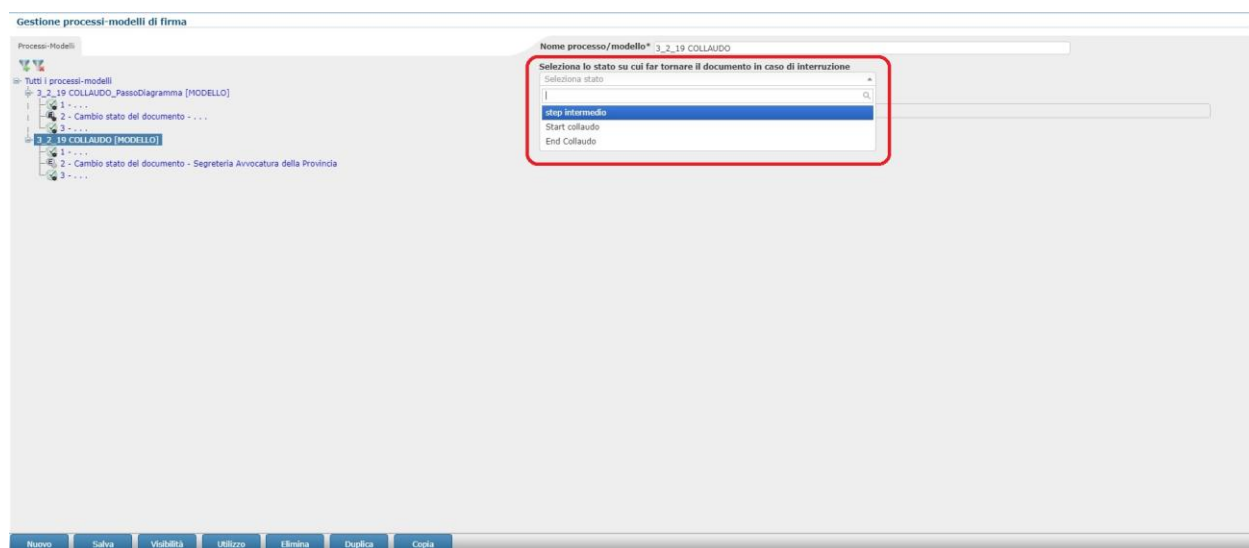 Gestione processi-modelli di firma
Processi-Modelli
Tutti i processi-modelli
3_2_19 COLLAUDO_PassoDiagramma [MODELLO]
1 - . . .
2 - Cambio stato del documento - . . .
3 - . . .
3_2_19 COLLAUDO [MODELLO]
1 - . . .
2 - Cambio stato del documento - Segreteria Avvocatura della Provincia
3 - . . .
Nome processo/modello* 3_2_19 COLLAUDO
Seleziona lo stato su cui far tornare il documento in caso di interruzione
Seleziona stato
step intermedio
Start collaudo
End Collaudo
Nuovo Salva Visibilità Utilizzo Elimina Duplica Copia